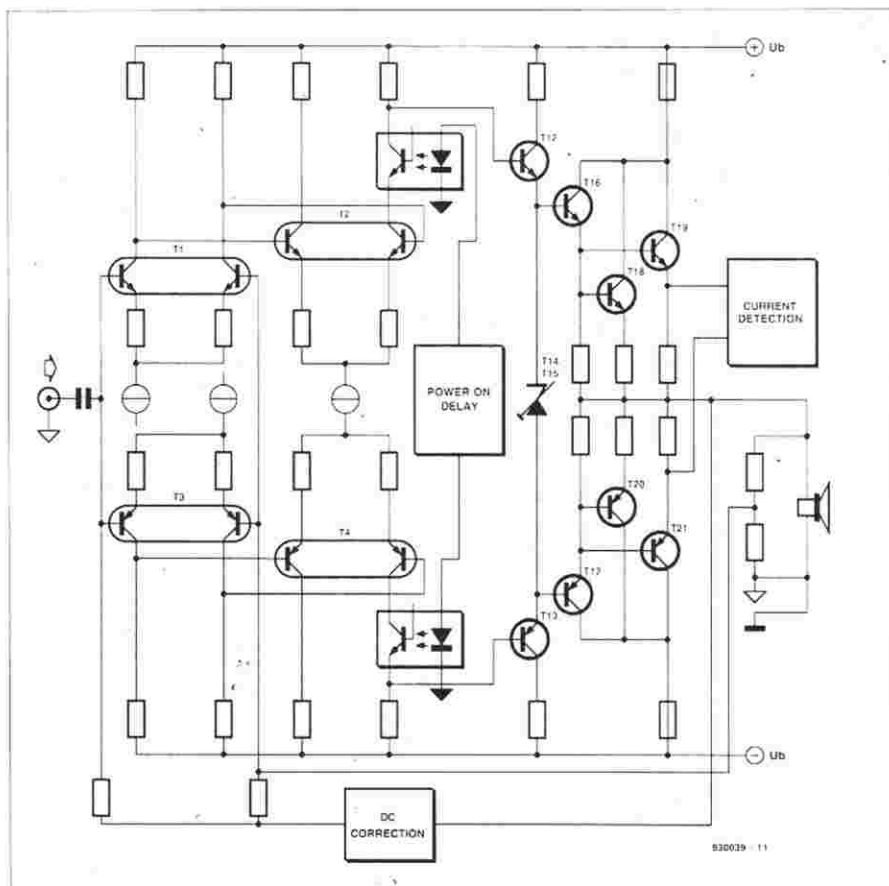 + Ub
T12
T16
T2
T19
T1
T18
CURRENT
DETECTION
T14
T15
POWER ON
DELAY
T3
T20
T4
T21
T17
T13
− Ub
DC
CORRECTION
930039 - 11